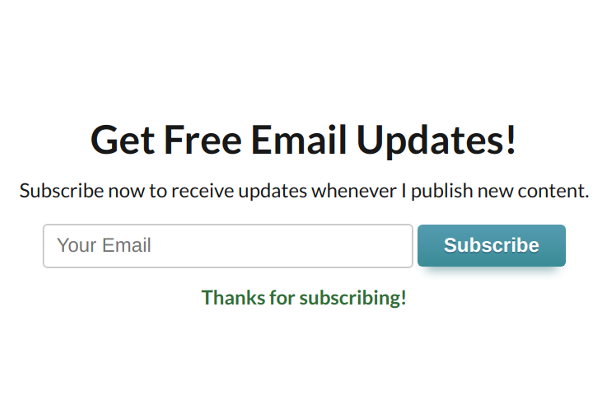 Get Free Email Updates!
Subscribe now to receive updates whenever I publish new content.
Your Email
Subscribe
Thanks for subscribing!